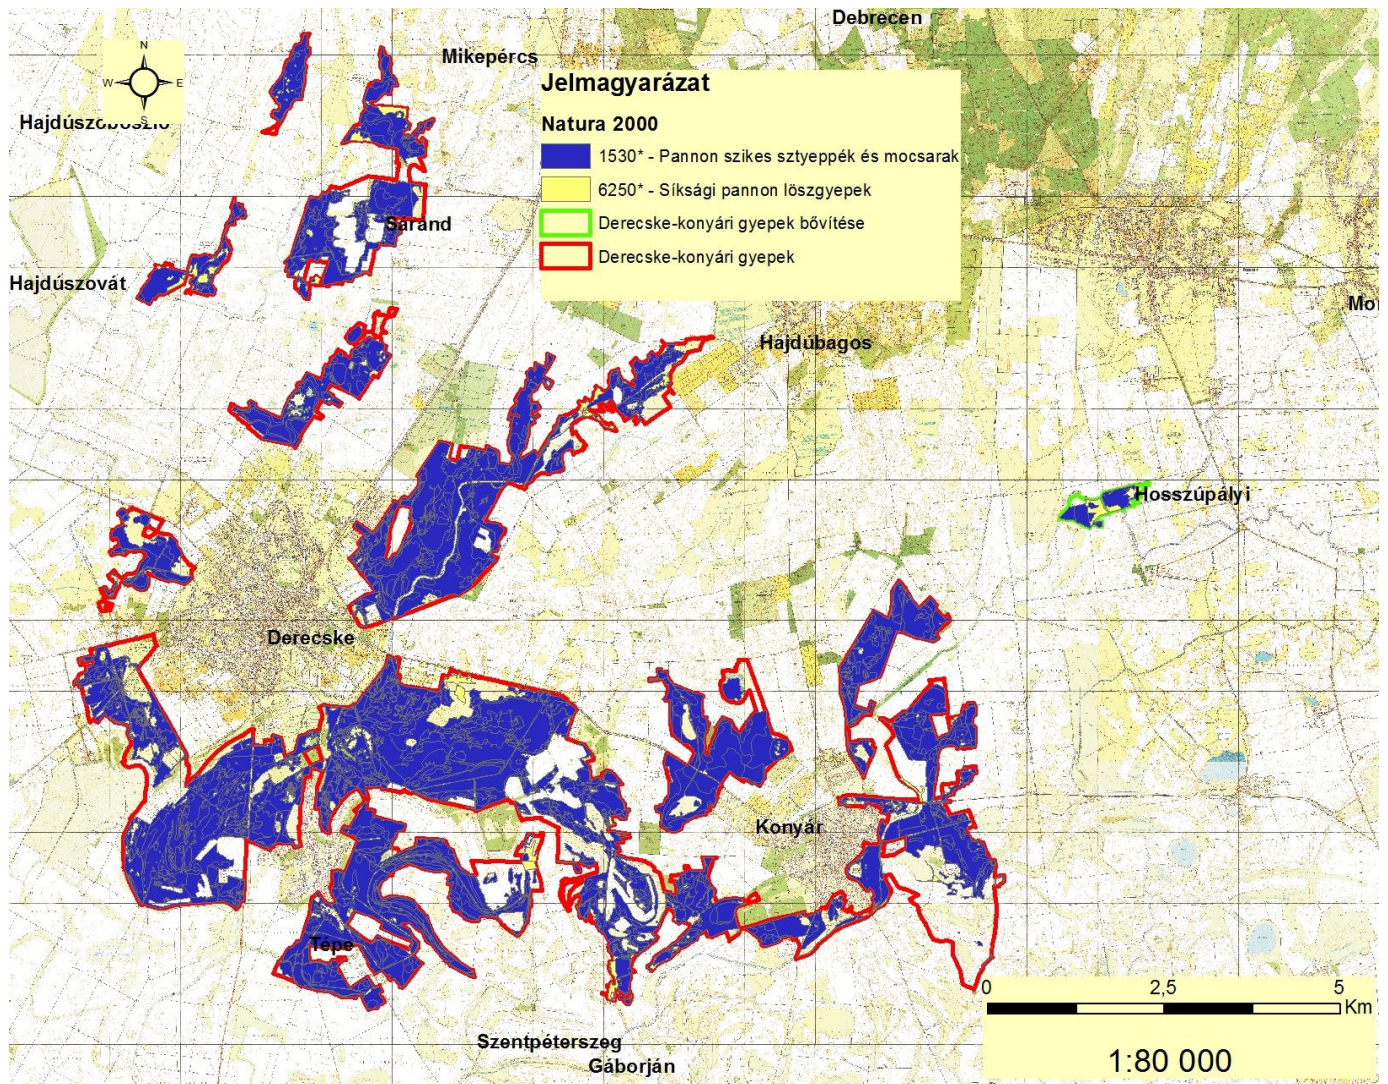 Debrecen
Mikepércs
N
W
E
S
Hajdúszoboszló
Jelmagyarázat
Natura 2000
1530* - Pannon szikes sztyeppék és mocsarak
6250* - Síksági pannon löszgyepek
Derecske-konyári gyepek bővítése
Derecske-konyári gyepek
Sáránd
Hajdúszovát
Mo
Hajdúbagos
Hosszúpályi
Derecske
Konyár
Tépe
0 2,5 5
Km
1:80 000
Szentpéterszeg
Gáborján